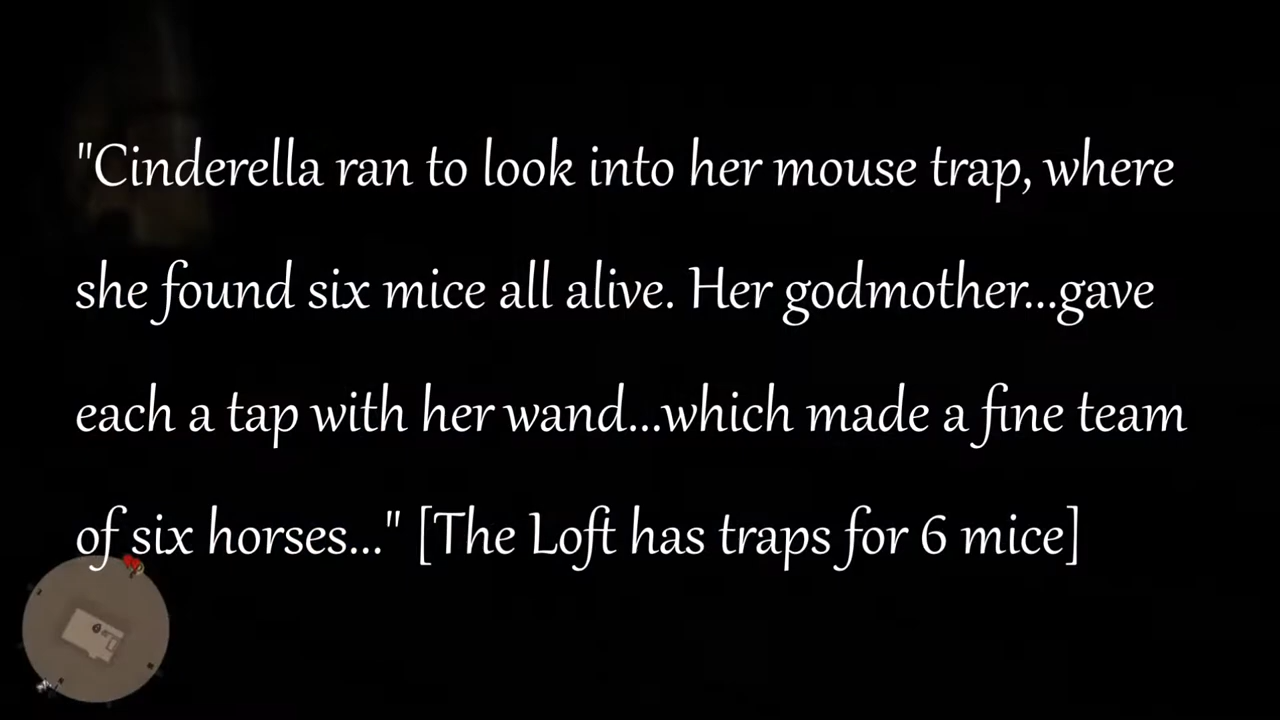 "Cinderella ran to look into her mouse trap, where
she found six mice all alive. Her godmother...gave
each a tap with her wand...which made a fine team
of six horses..." [The Loft has traps for 6 mice]